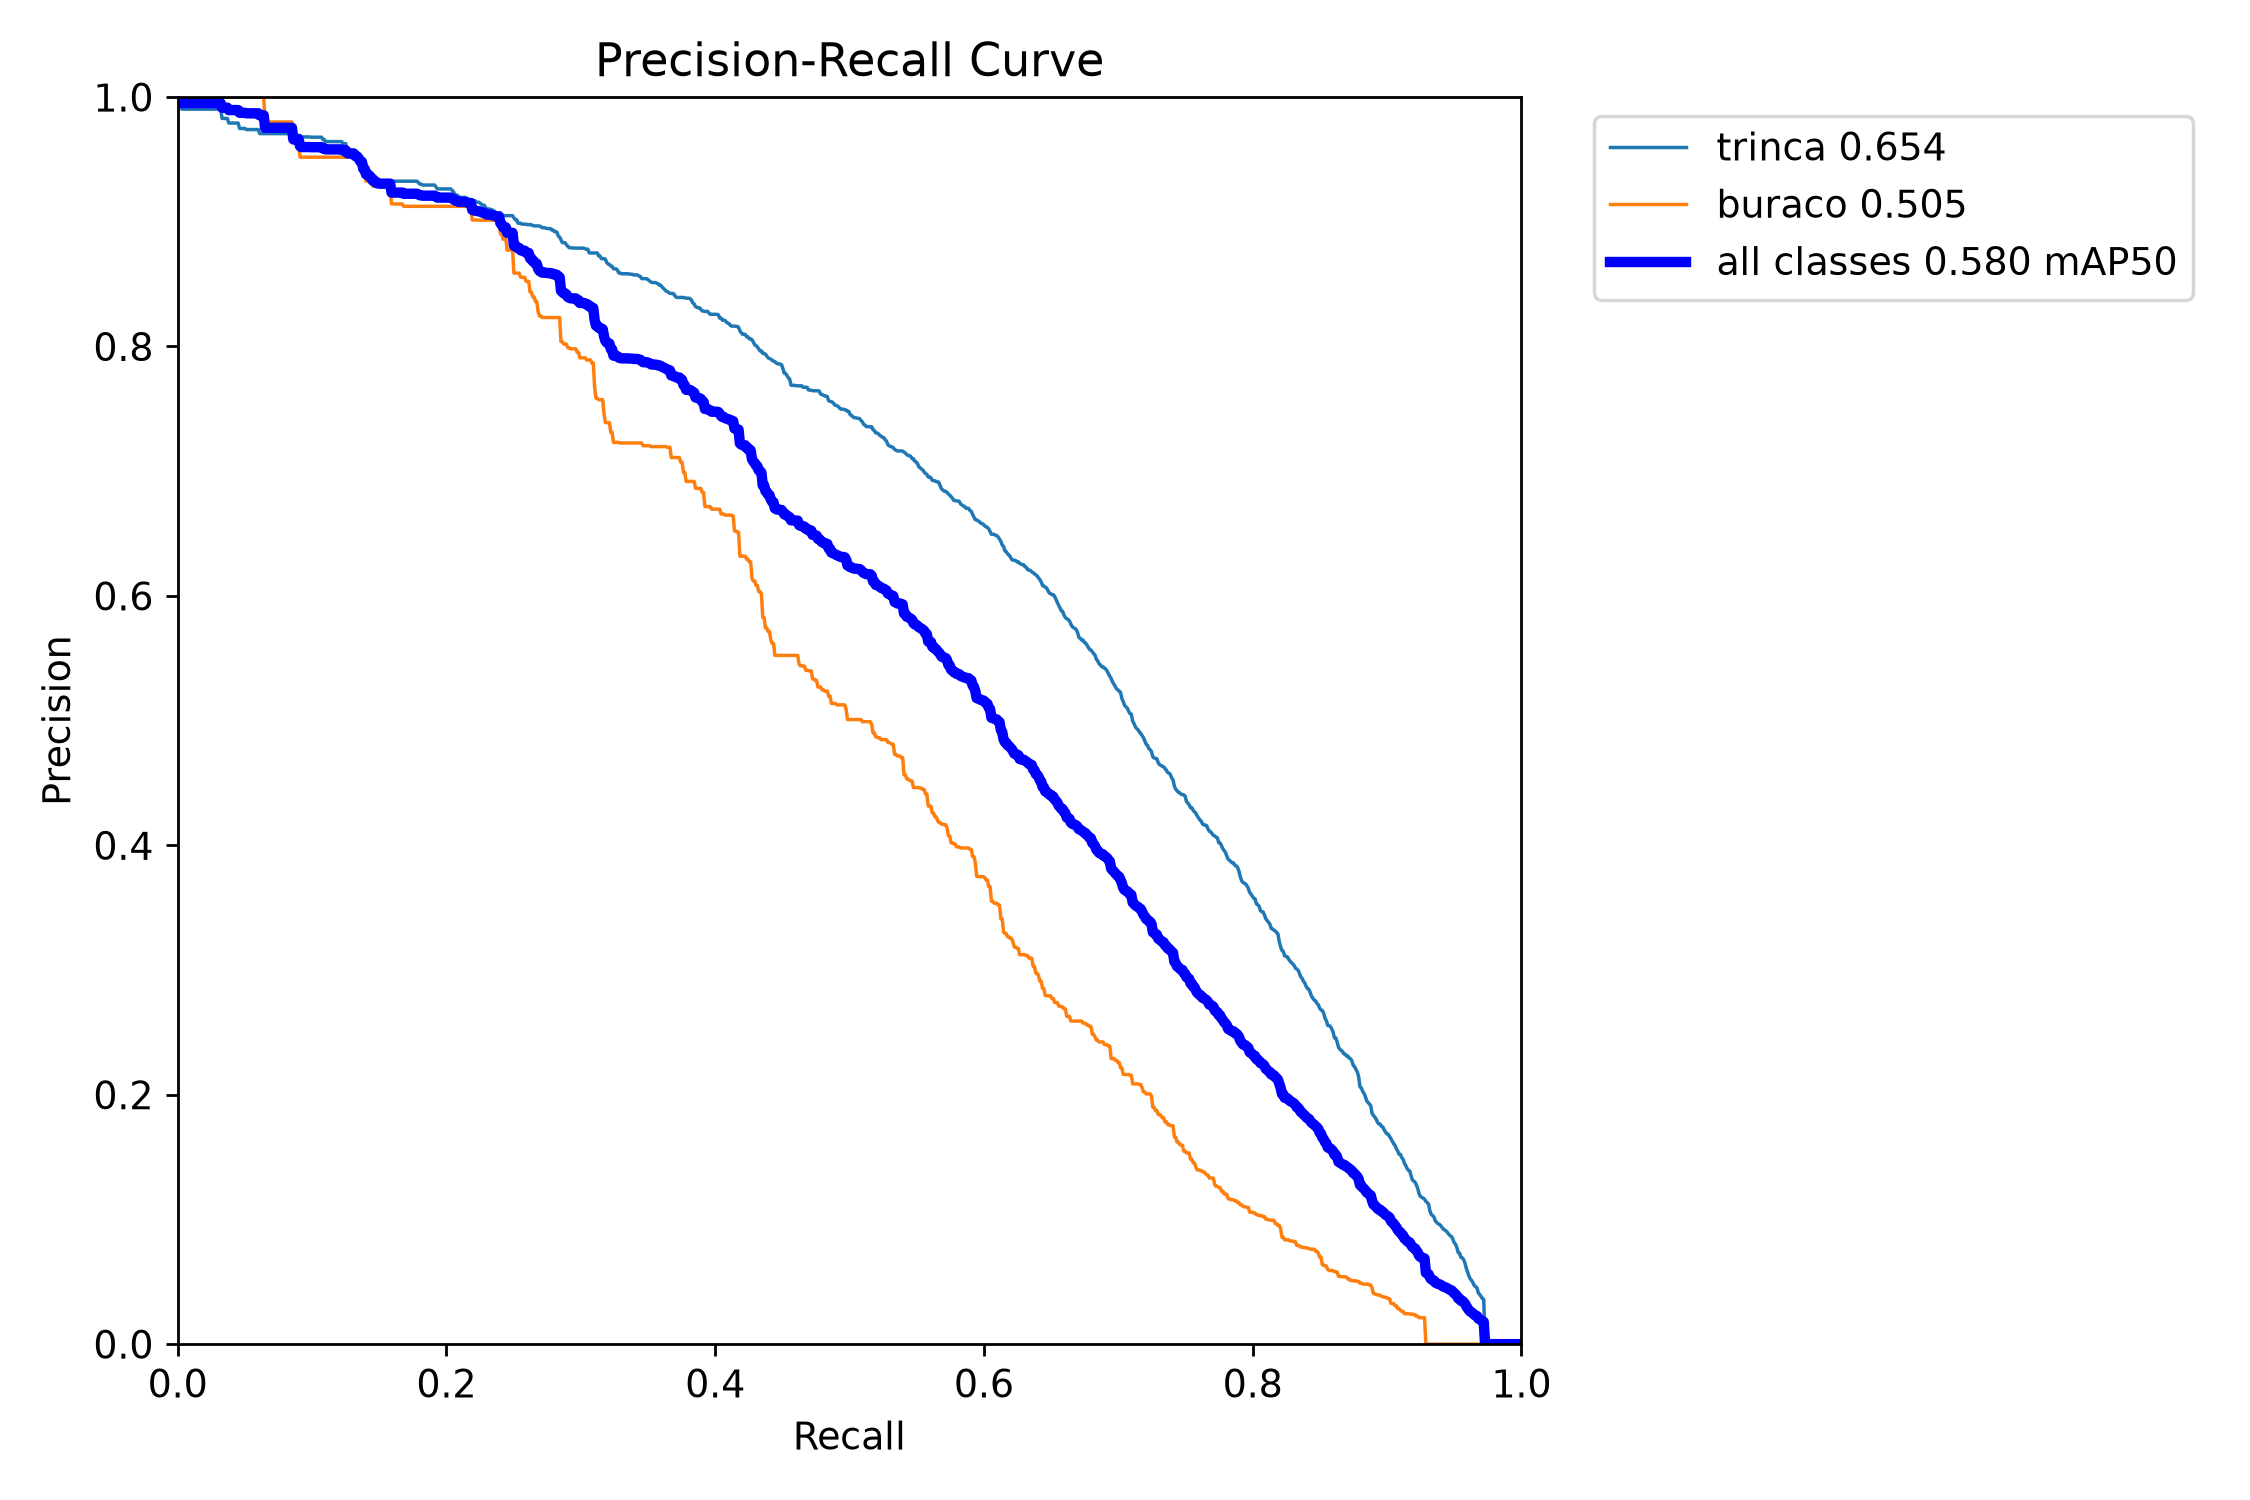 Precision-Recall Curve
trinca 0.654
buraco 0.505
all classes 0.580 mAP50
Precision
1.0
0.8
0.6
0.4
0.2
0.0
0.0 0.2 0.4 0.6 0.8 1.0
Recall